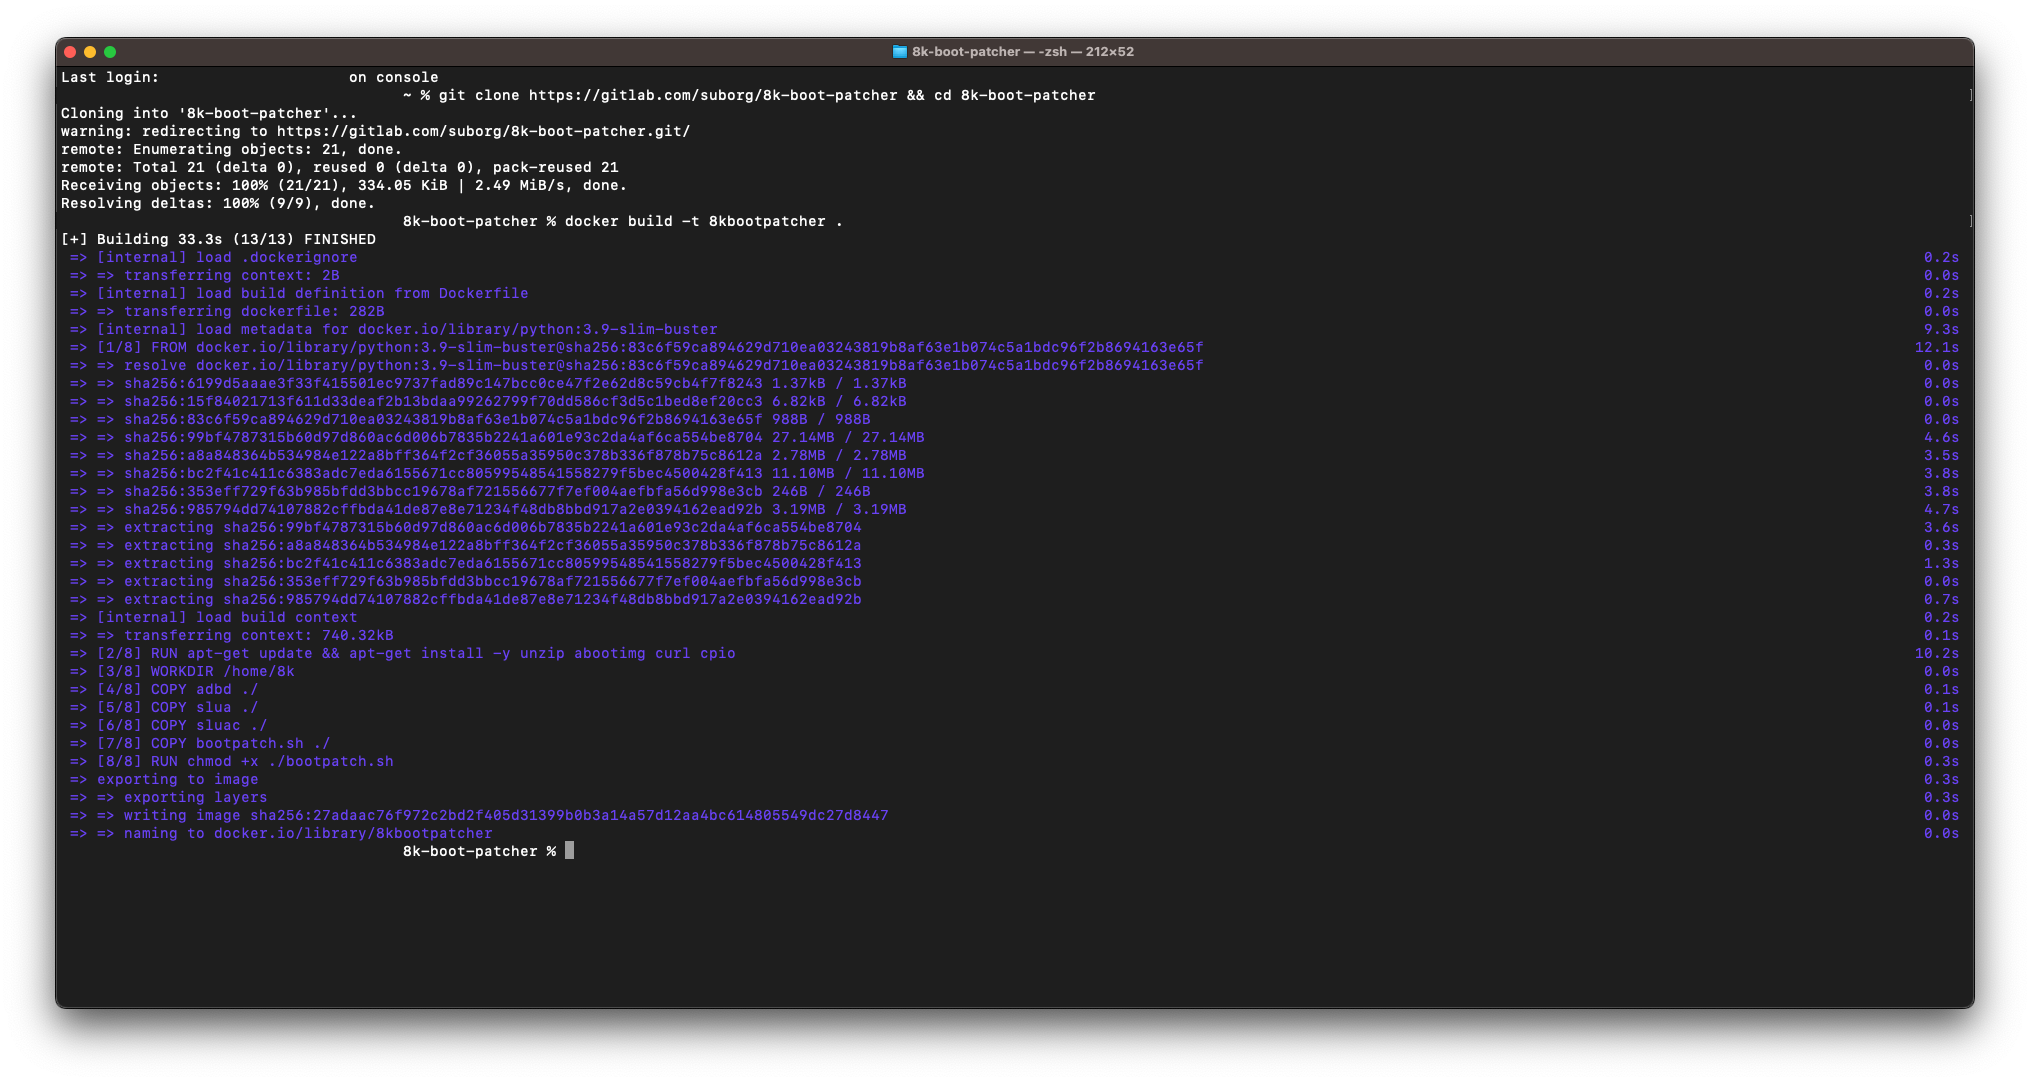 8k-boot-patcher — -zsh — 212×52
Last login: on console
~ % git clone https://gitlab.com/suborg/8k-boot-patcher && cd 8k-boot-patcher
Cloning into '8k-boot-patcher'...
warning: redirecting to https://gitlab.com/suborg/8k-boot-patcher.git/
remote: Enumerating objects: 21, done.
remote: Total 21 (delta 0), reused 0 (delta 0), pack-reused 21
Receiving objects: 100% (21/21), 334.05 KiB | 2.49 MiB/s, done.
Resolving deltas: 100% (9/9), done.
8k-boot-patcher % docker build -t 8kbootpatcher .
[+] Building 33.3s (13/13) FINISHED
=> [internal] load .dockerignore 0.2s
=> => transferring context: 2B 0.0s
=> [internal] load build definition from Dockerfile 0.2s
=> => transferring dockerfile: 282B 0.0s
=> [internal] load metadata for docker.io/library/python:3.9-slim-buster 9.3s
=> [1/8] FROM docker.io/library/python:3.9-slim-buster@sha256:83c6f59ca894629d710ea03243819b8af63e1b074c5a1bdc96f2b8694163e65f 12.1s
=> => resolve docker.io/library/python:3.9-slim-buster@sha256:83c6f59ca894629d710ea03243819b8af63e1b074c5a1bdc96f2b8694163e65f 0.0s
=> => sha256:6199d5aaae3f33f415501ec9737fad89c147bcc0ce47f2e62d8c59cb4f7f8243 1.37kB / 1.37kB 0.0s
=> => sha256:15f84021713f611d33deaf2b13bdaa99262799f70dd586cf3d5c1bed8ef20cc3 6.82kB / 6.82kB 0.0s
=> => sha256:83c6f59ca894629d710ea03243819b8af63e1b074c5a1bdc96f2b8694163e65f 988B / 988B 0.0s
=> => sha256:99bf4787315b60d97d860ac6d006b7835b2241a601e93c2da4af6ca554be8704 27.14MB / 27.14MB 4.6s
=> => sha256:a8a848364b534984e122a8bff364f2cf36055a35950c378b336f878b75c8612a 2.78MB / 2.78MB 3.5s
=> => sha256:bc2f41c411c6383adc7eda6155671cc80599548541558279f5bec4500428f413 11.10MB / 11.10MB 3.8s
=> => sha256:353eff729f63b985bfdd3bbcc19678af721556677f7ef004aefbfa56d998e3cb 246B / 246B 3.8s
=> => sha256:985794dd74107882cffbda41de87e8e71234f48db8bbd917a2e0394162ead92b 3.19MB / 3.19MB 4.7s
=> => extracting sha256:99bf4787315b60d97d860ac6d006b7835b2241a601e93c2da4af6ca554be8704 3.6s
=> => extracting sha256:a8a848364b534984e122a8bff364f2cf36055a35950c378b336f878b75c8612a 0.3s
=> => extracting sha256:bc2f41c411c6383adc7eda6155671cc80599548541558279f5bec4500428f413 1.3s
=> => extracting sha256:353eff729f63b985bfdd3bbcc19678af721556677f7ef004aefbfa56d998e3cb 0.0s
=> => extracting sha256:985794dd74107882cffbda41de87e8e71234f48db8bbd917a2e0394162ead92b 0.7s
=> [internal] load build context 0.2s
=> => transferring context: 740.32kB 0.1s
=> [2/8] RUN apt-get update && apt-get install -y unzip abootimg curl cpio 10.2s
=> [3/8] WORKDIR /home/8k 0.0s
=> [4/8] COPY adbd ./ 0.1s
=> [5/8] COPY slua ./ 0.1s
=> [6/8] COPY sluac ./ 0.0s
=> [7/8] COPY bootpatch.sh ./ 0.0s
=> [8/8] RUN chmod +x ./bootpatch.sh 0.3s
=> exporting to image 0.3s
=> => exporting layers 0.3s
=> => writing image sha256:27adaac76f972c2bd2f405d31399b0b3a14a57d12aa4bc614805549dc27d8447 0.0s
=> => naming to docker.io/library/8kbootpatcher 0.0s
8k-boot-patcher %